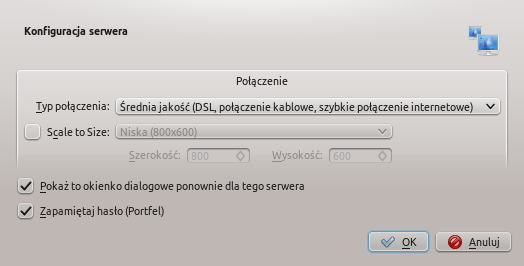 Konfiguracja serwera
Połączenie
Typ połączenia: Średnia jakość (DSL, połączenie kablowe, szybkie połączenie internetowe)
Scale to Size: Niska (800x600)
Szerokość: 800 Wysokość: 600
Pokaż to okienko dialogowe ponownie dla tego serwera
Zapamiętaj hasło (Portfel)
OK Anuluj